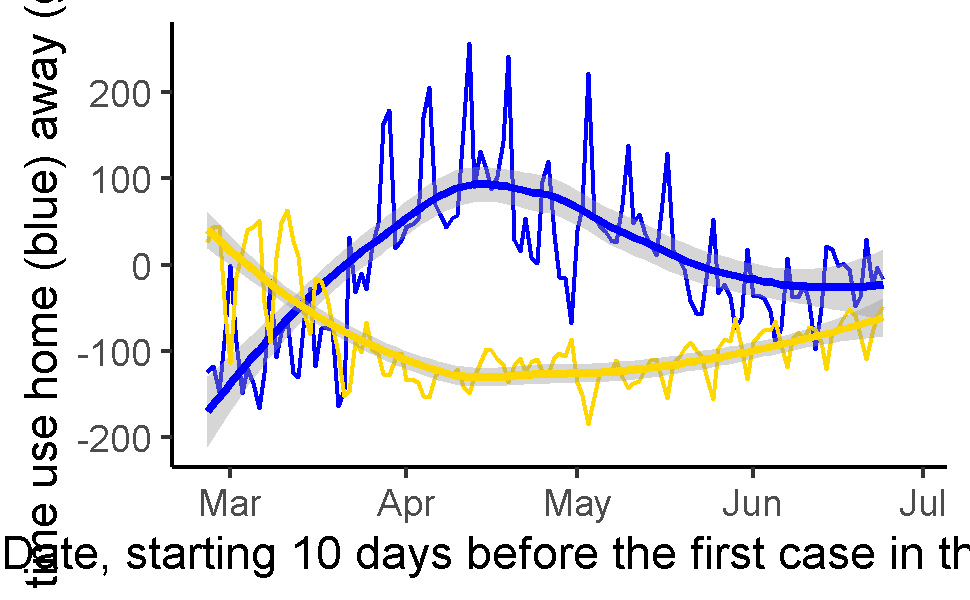 time use home (blue) away (
200
100
0
-100
-200
Mar Apr May Jun Jul
Date, starting 10 days before the first case in th